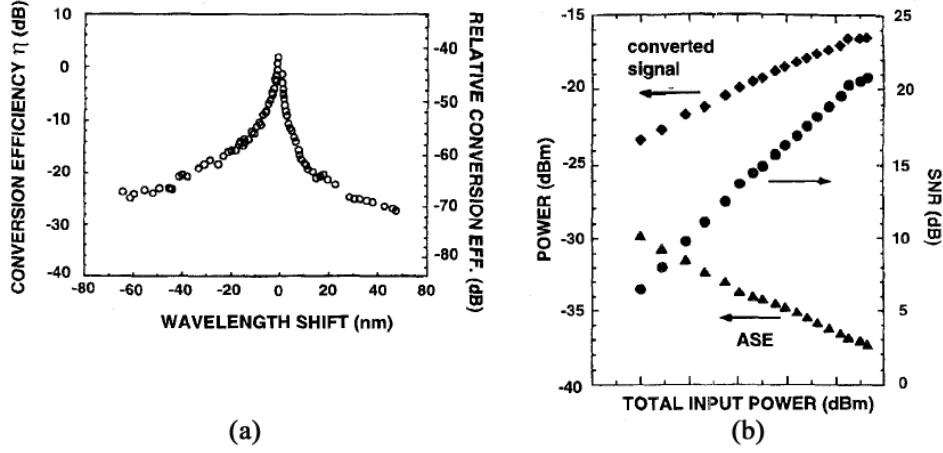 CONVERSION EFFICIENCY η (dB)
10
0
-10
-20
-30
-40
-80
-60
-40
-20
0
20
40
60
80
WAVELENGTH SHIFT (nm)
-40
-50
-60
-70
-80
RELATIVE CONVERSION EFF. (dB)
(a)
POWER (dBm)
-15
-20
-25
-30
-35
-40
converted
signal
ASE
25
20
15
10
5
0
SNR (dB)
TOTAL INPUT POWER (dBm)
(b)